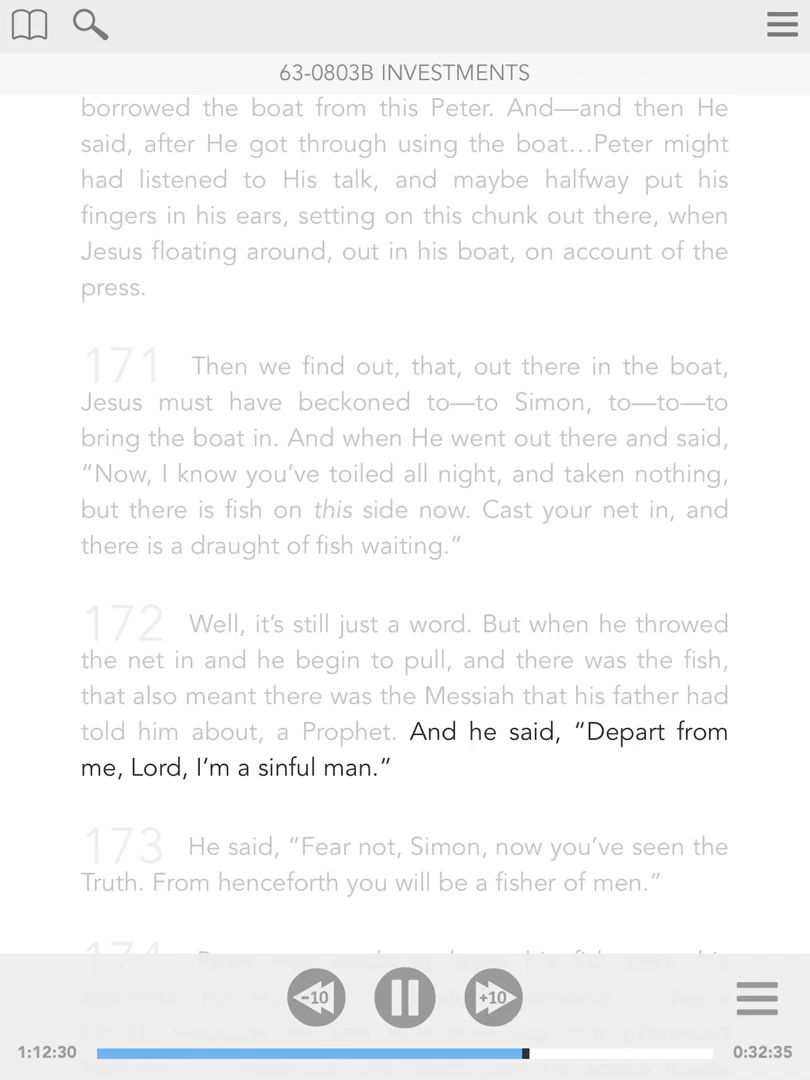 63-0803B INVESTMENTS
borrowed the boat from this Peter. And—and then He
said, after He got through using the boat…Peter might
had listened to His talk, and maybe halfway put his
fingers in his ears, setting on this chunk out there, when
Jesus floating around, out in his boat, on account of the
press.
171 Then we find out, that, out there in the boat,
Jesus must have beckoned to—to Simon, to—to—to
bring the boat in. And when He went out there and said,
“Now, I know you’ve toiled all night, and taken nothing,
but there is fish on this side now. Cast your net in, and
there is a draught of fish waiting.”
172 Well, it’s still just a word. But when he throwed
the net in and he begin to pull, and there was the fish,
that also meant there was the Messiah that his father had
told him about, a Prophet. And he said, “Depart from
me, Lord, I’m a sinful man.”
173 He said, “Fear not, Simon, now you’ve seen the
Truth. From henceforth you will be a fisher of men.”
174
-10 +10
1:12:30 0:32:35